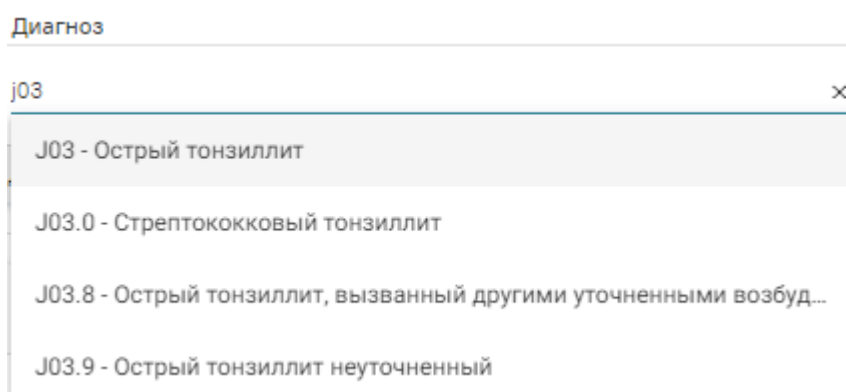 Диагноз
j03
J03 - Острый тонзиллит
J03.0 - Стрептококковый тонзиллит
J03.8 - Острый тонзиллит, вызванный другими уточненными возбуд...
J03.9 - Острый тонзиллит неуточненный